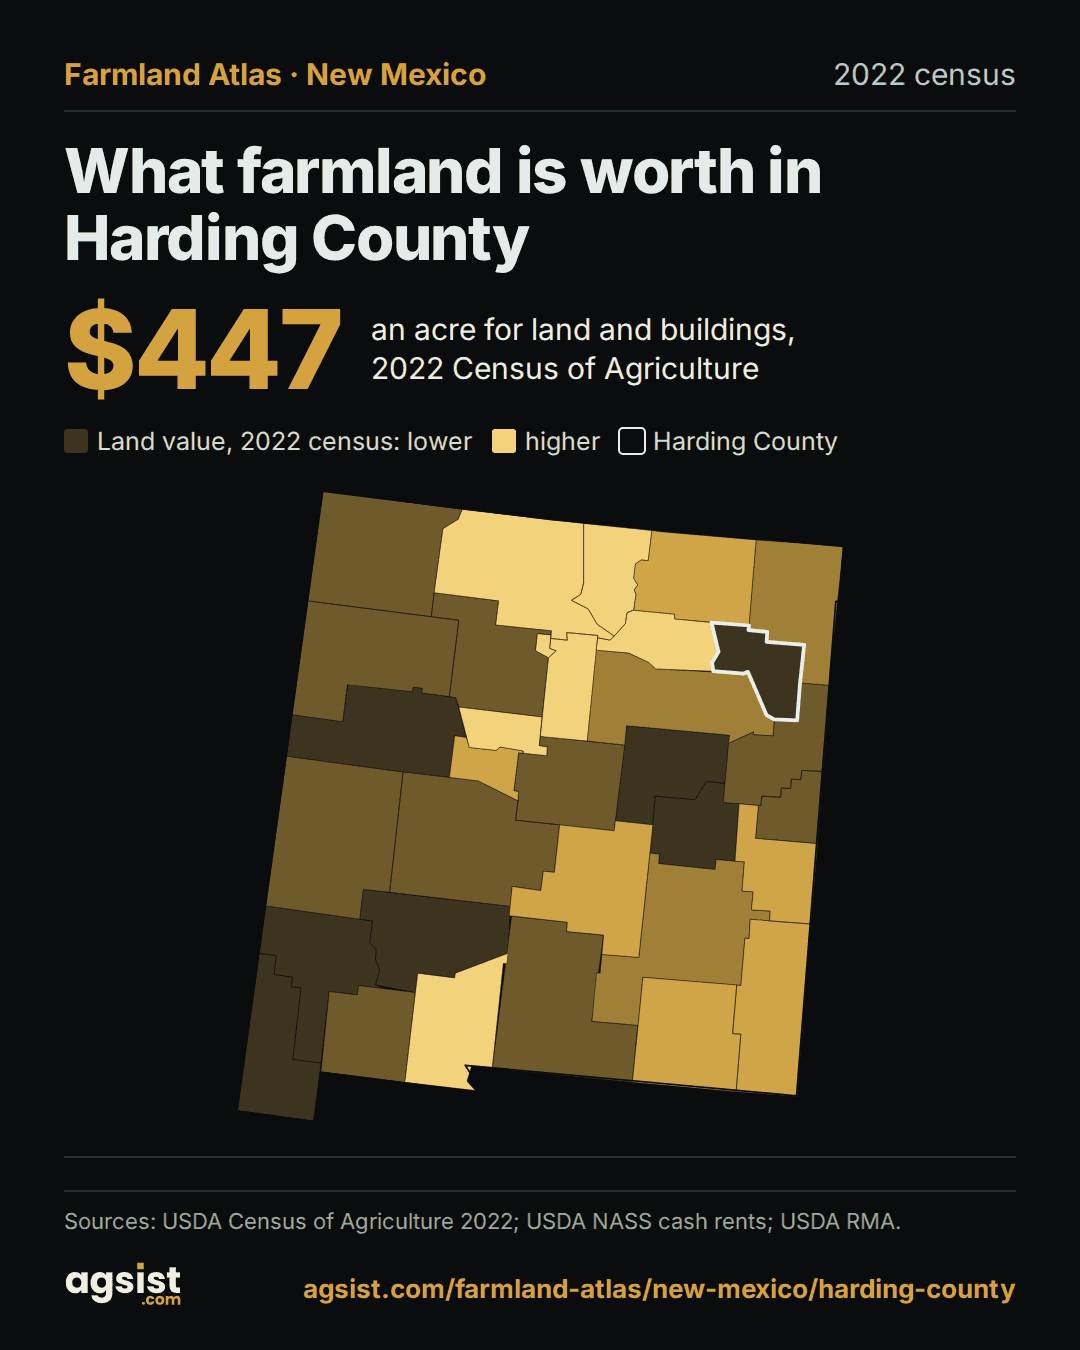 Farmland Atlas · New Mexico
2022 census
What farmland is worth in
Harding County
$447
an acre for land and buildings,
2022 Census of Agriculture
Land value, 2022 census: lower
higher
Harding County
Sources: USDA Census of Agriculture 2022; USDA NASS cash rents; USDA RMA.
agsist
.com
agsist.com/farmland-atlas/new-mexico/harding-county